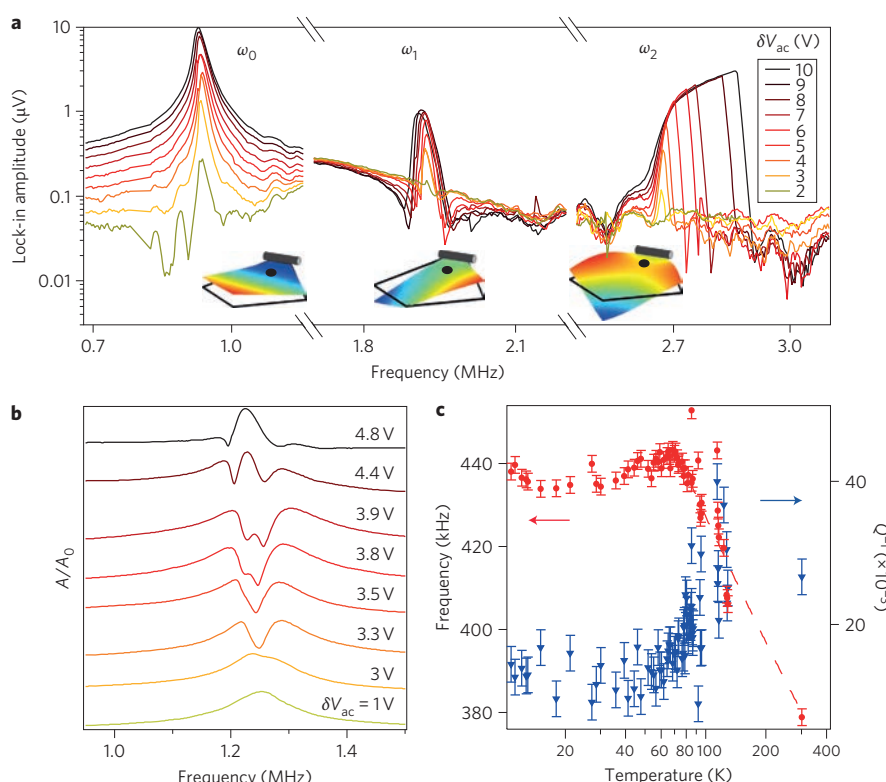 a
ω0
ω1
ω2
δVac (V)
10
9
8
7
6
5
4
3
2
10
1
0.1
0.01
Lock-in amplitude (μV)
0.7
1.0
1.8
2.1
2.7
3.0
Frequency (MHz)
b
4.8 V
4.4 V
3.9 V
3.8 V
3.5 V
3.3 V
3 V
δVac = 1V
A/A0
1.0
1.2
1.4
Frequency (MHz)
c
440
420
400
380
Frequency (kHz)
40
20
Q–1 (×10–5)
20
40
60
80
100
200
400
Temperature (K)